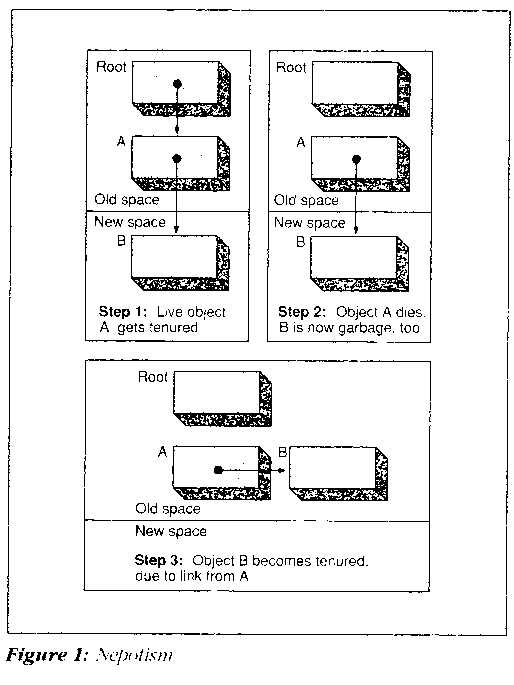 Root
A
Old space
New space
B
Step 1: Live object
A gets tenured
Root
A
Old space
New space
B
Step 2: Object A dies.
B is now garbage, too
Root
A
B
Old space
New space
Step 3: Object B becomes tenured,
due to link from A
Figure 1: Nepotism